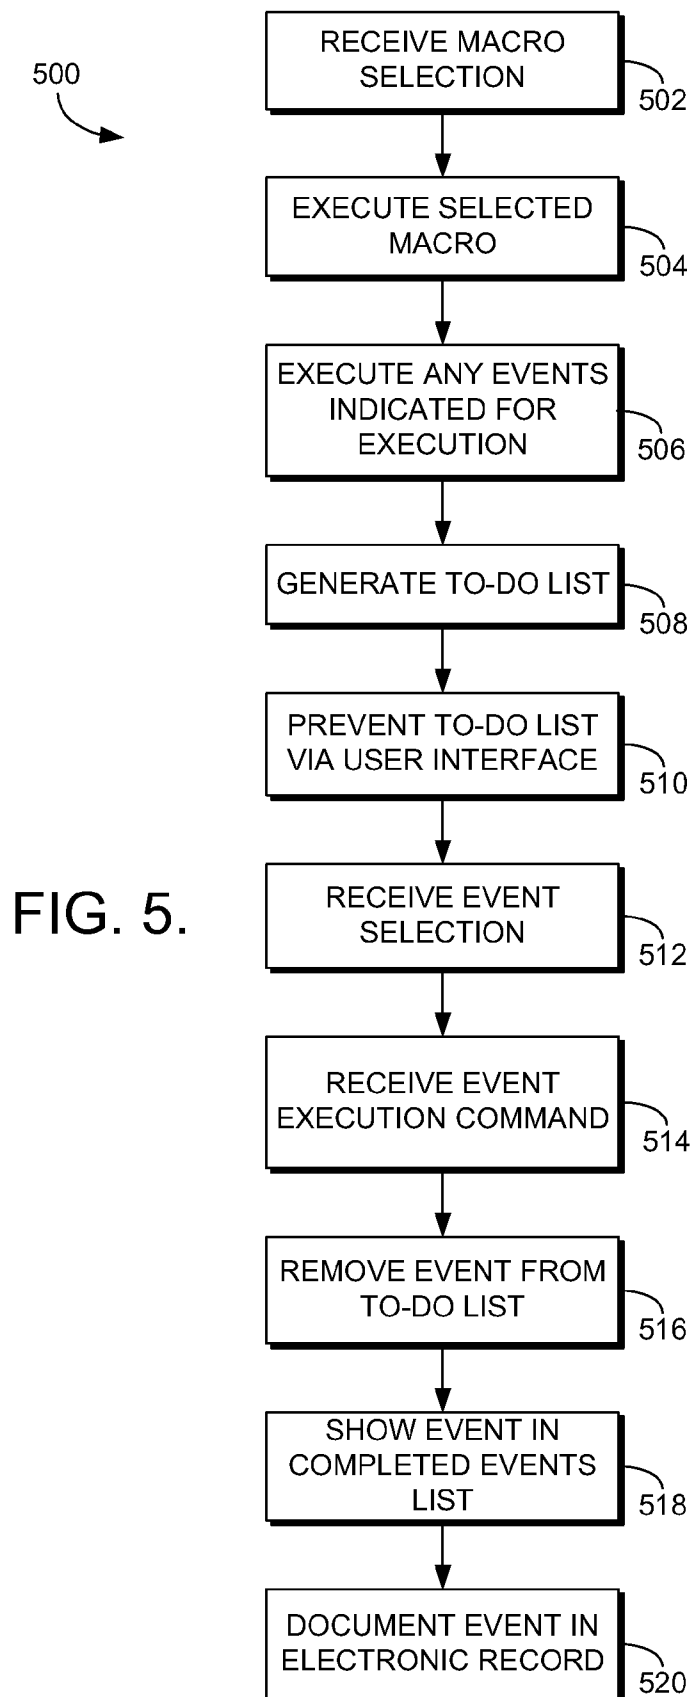 500
RECEIVE MACRO
SELECTION
502
EXECUTE SELECTED
MACRO
504
EXECUTE ANY EVENTS
INDICATED FOR
EXECUTION
506
GENERATE TO-DO LIST
508
PREVENT TO-DO LIST
VIA USER INTERFACE
510
FIG. 5.
RECEIVE EVENT
SELECTION
512
RECEIVE EVENT
EXECUTION COMMAND
514
REMOVE EVENT FROM
TO-DO LIST
516
SHOW EVENT IN
COMPLETED EVENTS
LIST
518
DOCUMENT EVENT IN
ELECTRONIC RECORD
520